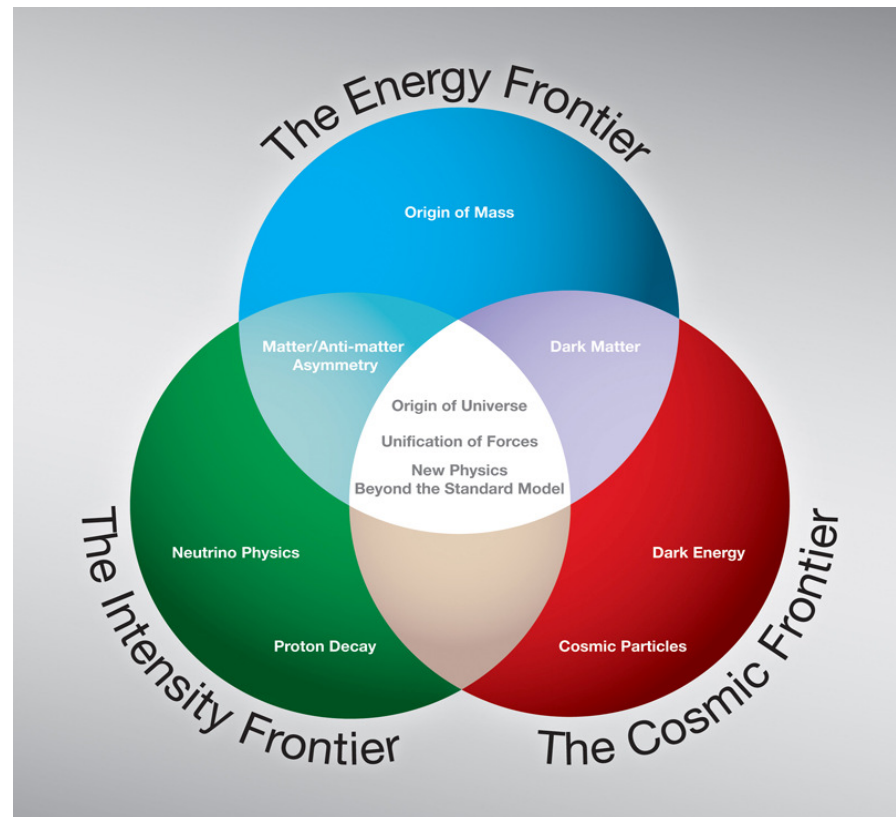 The Energy Frontier
Origin of Mass
Matter/Anti-matter
Asymmetry
Dark Matter
Origin of Universe
Unification of Forces
New Physics
Beyond the Standard Model
Neutrino Physics
Proton Decay
Dark Energy
Cosmic Particles
The Intensity Frontier
The Cosmic Frontier